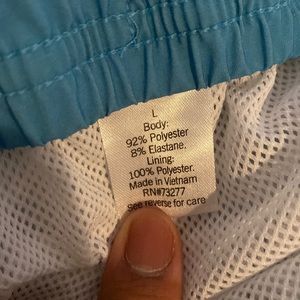 L
Body:
92% Polyester
8% Elastane.
Lining:
100% Polyester.
Made in Vietnam
RN#73277
See reverse for care